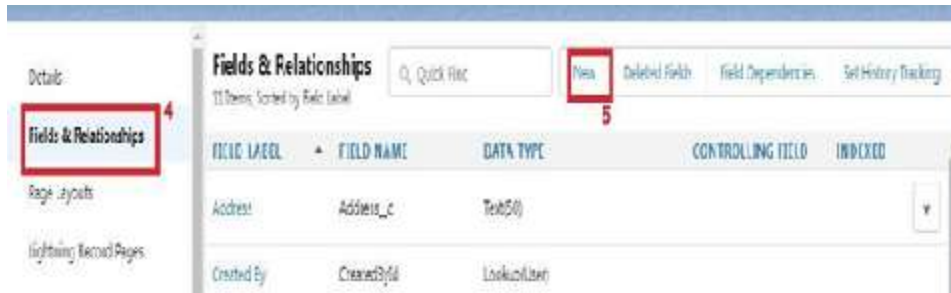 Details
Fields & Relationships
4
Page Layouts
Lightning Record Pages
Fields & Relationships
11 Items, Sorted by Field Label
Quick Find
New
Deleted Fields
Field Dependencies
Set History Tracking
5
FIELD LABEL
FIELD NAME
DATA TYPE
CONTROLLING FIELD
INDEXED
Address
Address__c
Text(50)
Created By
CreatedById
Lookup(User)